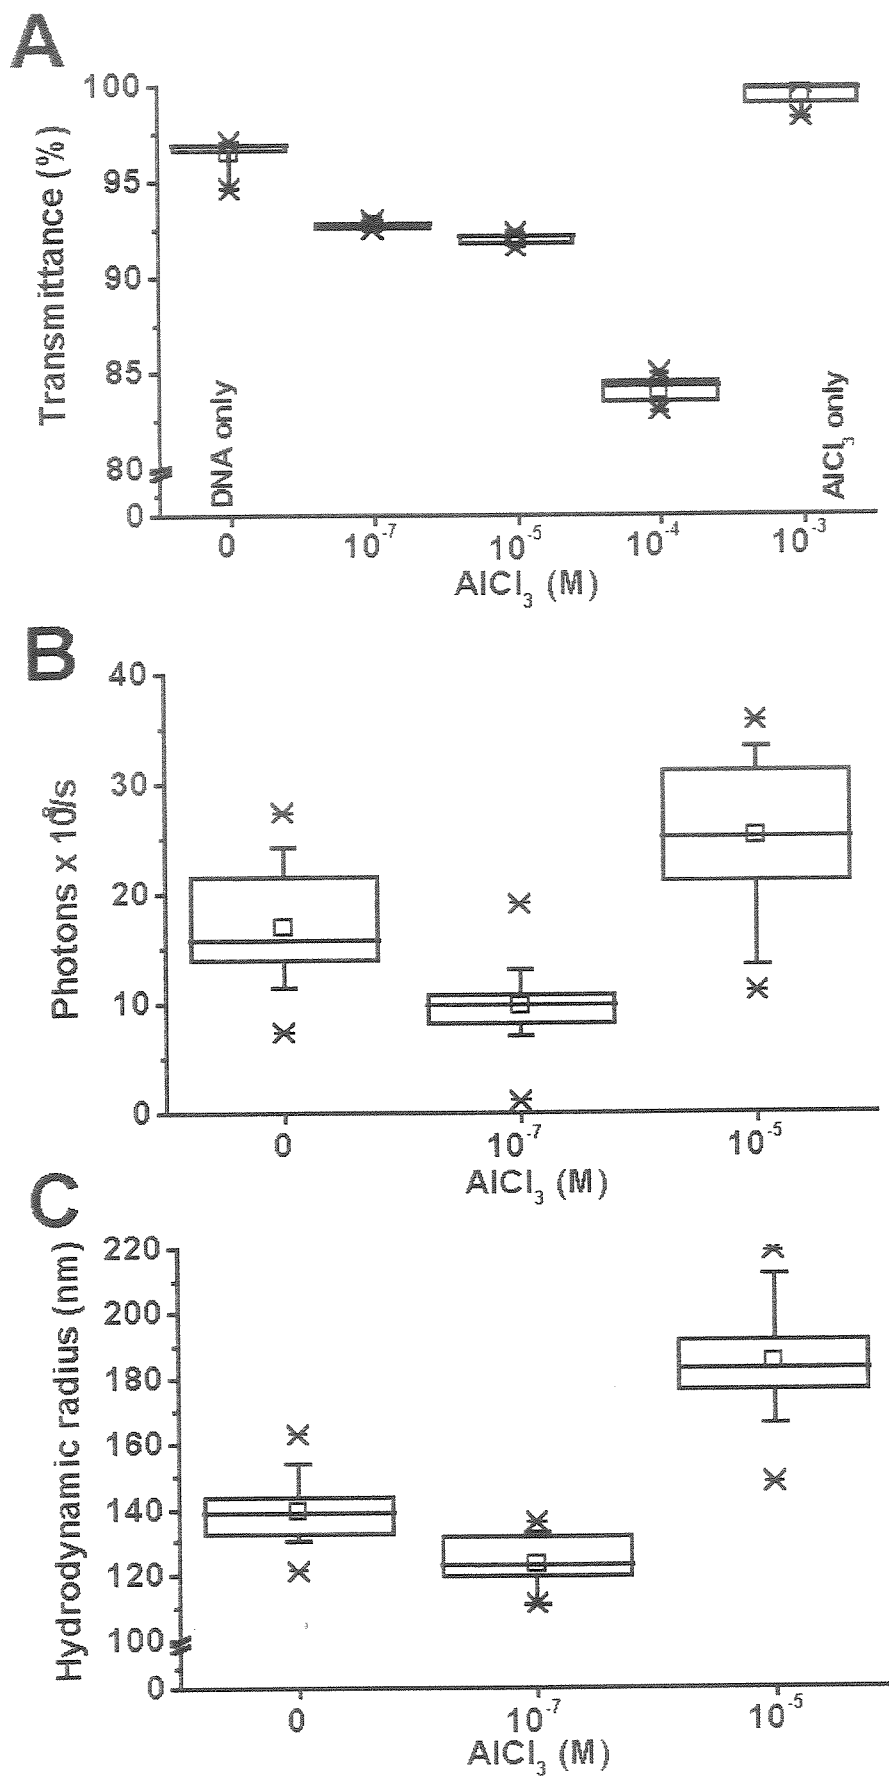 A
Transmittance (%)
100
95
90
85
80
0
DNA only
AlCl3 only
0
10-7
10-5
10-4
10-3
AlCl3 (M)
B
Photons x 108/s
40
30
20
10
0
0
10-7
10-5
AlCl3 (M)
C
Hydrodynamic radius (nm)
220
200
180
160
140
120
100
0
0
10-7
10-5
AlCl3 (M)